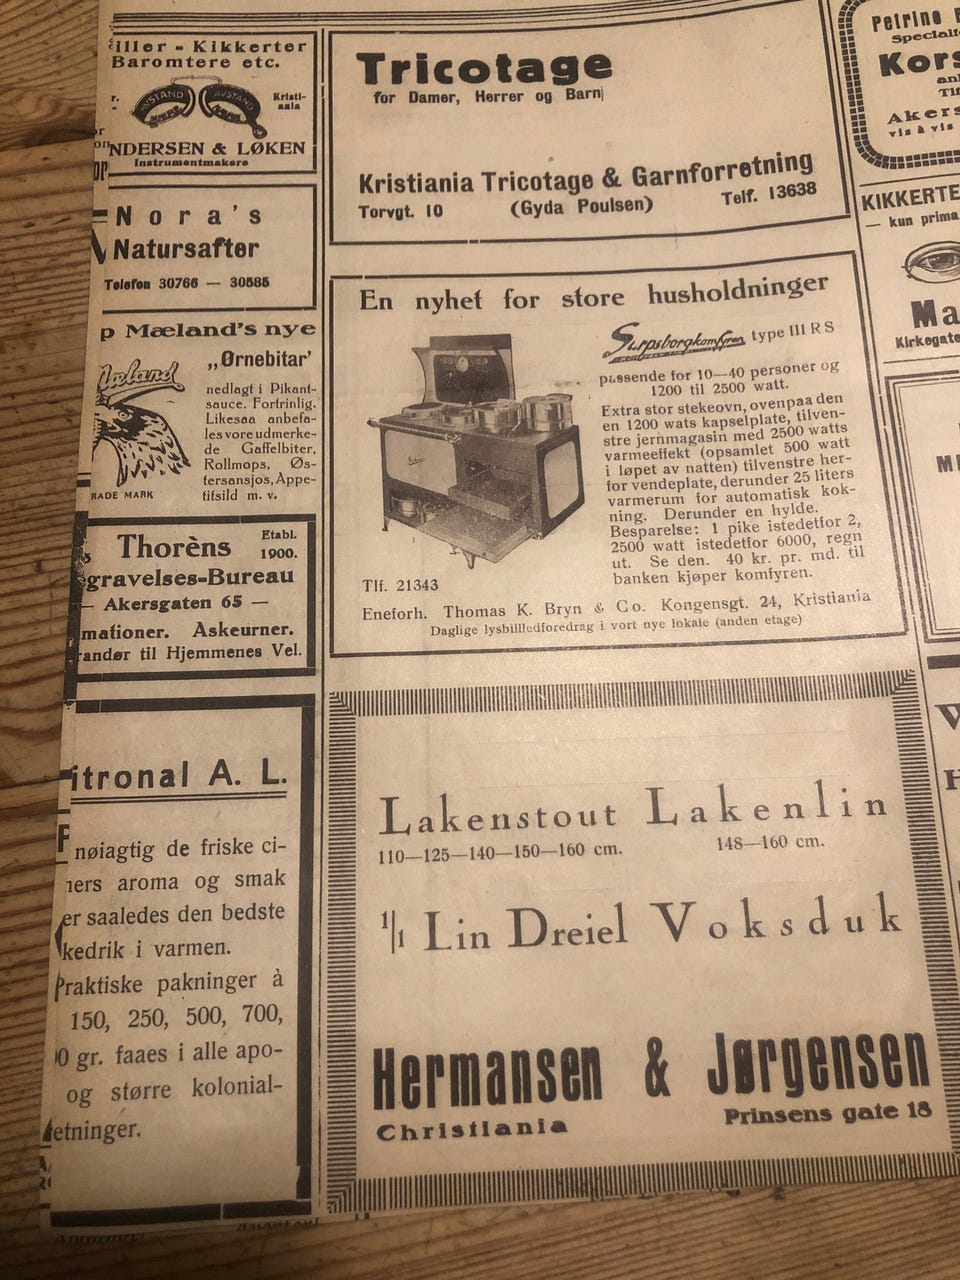 iller - Kikkerter
Baromtere etc.
AVSTAND
AVSTAND
Kristi-
ania
NDERSEN & LØKEN
Instrumentmakere
Nora's
Natursafter
Telefon 30766 — 30585
p Mæland's nye
Mæland
„Ørnebitar’
nedlagt i Pikant-
sauce. Fortrinlig.
Likesaa anbefa-
les vore udmerke-
de Gaffelbiter,
Rollmops, Øs-
tersansjos, Appe-
titsild m. v.
RADE MARK
Thorèns
Etabl.
1900.
gravelses-Bureau
— Akersgaten 65 —
mationer. Askeurner.
andør til Hjemmenes Vel.
itronal A. L.
nøiagtig de friske ci-
ners aroma og smak
er saaledes den bedste
kedrik i varmen.
Praktiske pakninger à
150, 250, 500, 700,
0 gr. faaes i alle apo-
og større kolonial-
etninger.
Tricotage
for Damer, Herrer og Barn
Kristiania Tricotage & Garnforretning
Torvgt. 10 (Gyda Poulsen) Telf. 13638
En nyhet for store husholdninger
Sarpsborgkomfyren type III R S
passende for 10—40 personer og
1200 til 2500 watt.
Extra stor stekeovn, ovenpaa den
en 1200 wats kapselplate, tilven-
stre jernmagasin med 2500 watts
varmeeffekt (opsamlet 500 watt
i løpet av natten) tilvenstre her-
for vendeplate, derunder 25 liters
varmerum for automatisk kok-
ning. Derunder en hylde.
Besparelse: 1 pike istedetfor 2,
2500 watt istedetfor 6000, regn
ut. Se den. 40 kr. pr. md. til
banken kjøper komfyren.
Tlf. 21343
Eneforh. Thomas K. Bryn & Co. Kongensgt. 24, Kristiania
Daglige lysbilledforedrag i vort nye lokale (anden etage)
Lakenstout Lakenlin
110—125—140—150—160 cm. 148—160 cm.
1/1 Lin Dreiel Voksduk
Hermansen & Jørgensen
Christiania Prinsens gate 18
Petrine
Specialf
Kors
Akers
vis à vis
KIKKERTE
— kun prima
Ma
Kirkegate